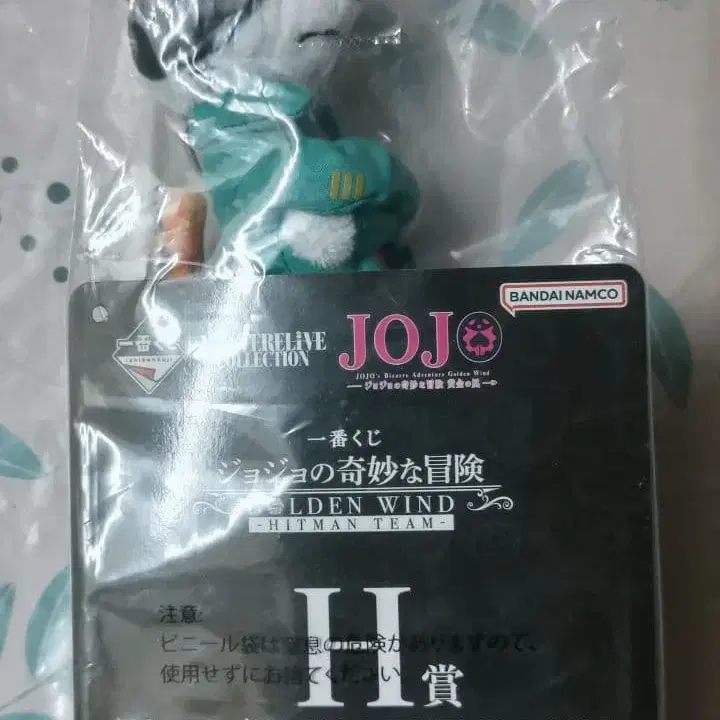 BANDAI NAMCO
一番
JOJO
COLLECTION
JOJO's Bizarre Adventure Golden Wind
ジョジョの奇妙な冒険 黄金の風
一番くじ
ジョジョの奇妙な冒険
GOLDEN WIND
-HITMAN TEAM-
H賞
注意:
ビニール袋は窒息の危険がありますので、
使用せずにお捨てください。